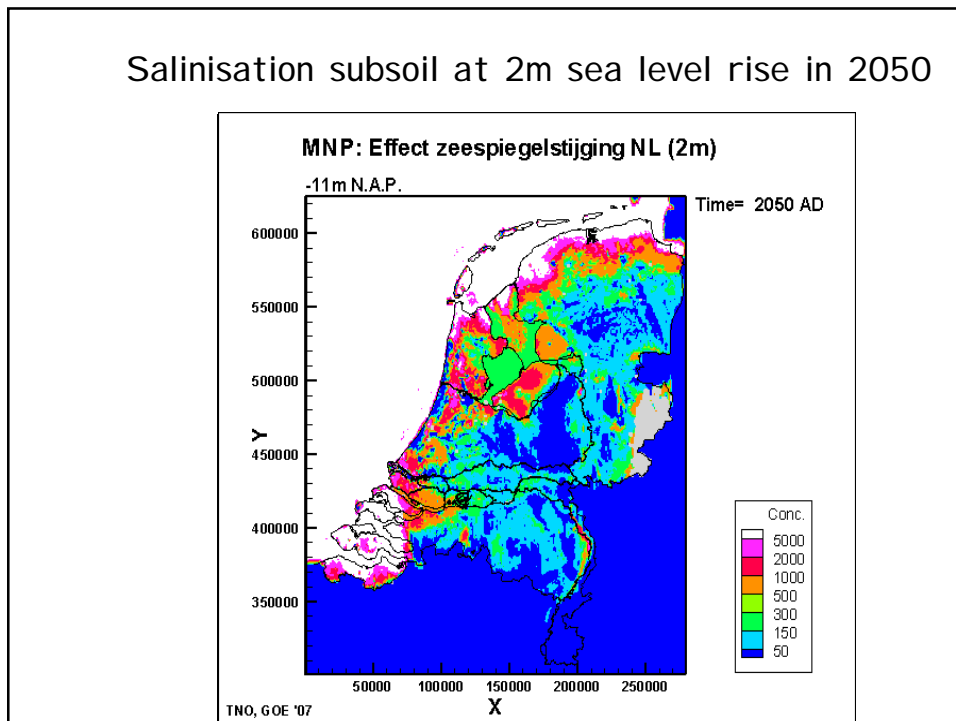 Salinisation subsoil at 2m sea level rise in 2050
MNP: Effect zeespiegelstijging NL (2m)
-11m N.A.P.
Time= 2050 AD
600000
550000
500000
Y
450000
400000
350000
50000 100000 150000 200000 250000
X
Conc.
5000
2000
1000
500
300
150
50
TNO, GOE '07